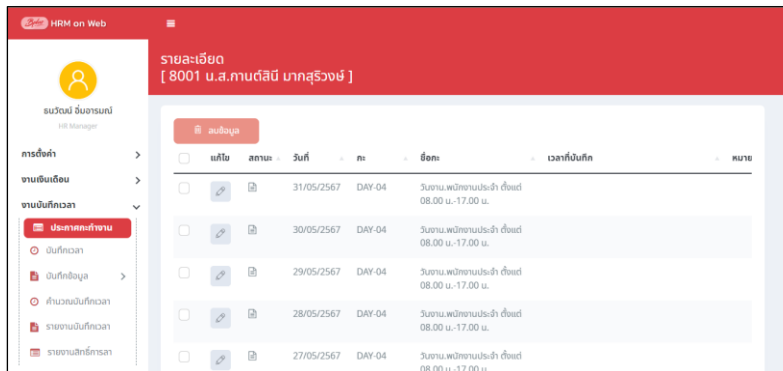 HRM on Web
รายละเอียด
[ 8001 น.ส.กานต์สินี มากสุริวงษ์ ]
ธนวัฒน์ อิ่มอารมณ์
HR Manager
ลบข้อมูล
แก้ไข สถานะ วันที่ กะ ชื่อกะ เวลาที่บันทึก หมาย
การตั้งค่า
งานเงินเดือน
งานบันทึกเวลา
ประกาศกะทำงาน
บันทึกเวลา
บันทึกข้อมูล
คำนวณบันทึกเวลา
รายงานบันทึกเวลา
รายงานสิทธิ์การลา
31/05/2567 DAY-04 วันงาน.พนักงานประจำ ตั้งแต่
08.00 น.-17.00 น.
30/05/2567 DAY-04 วันงาน.พนักงานประจำ ตั้งแต่
08.00 น.-17.00 น.
29/05/2567 DAY-04 วันงาน.พนักงานประจำ ตั้งแต่
08.00 น.-17.00 น.
28/05/2567 DAY-04 วันงาน.พนักงานประจำ ตั้งแต่
08.00 น.-17.00 น.
27/05/2567 DAY-04 วันงาน.พนักงานประจำ ตั้งแต่
08.00 น.-17.00 น.